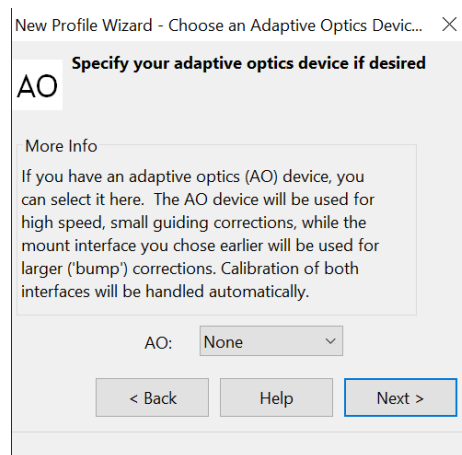 New Profile Wizard - Choose an Adaptive Optics Devic...
Specify your adaptive optics device if desired
AO
More Info
If you have an adaptive optics (AO) device, you
can select it here.  The AO device will be used for
high speed, small guiding corrections, while the
mount interface you chose earlier will be used for
larger ('bump') corrections. Calibration of both
interfaces will be handled automatically.
AO: None
< Back Help Next >